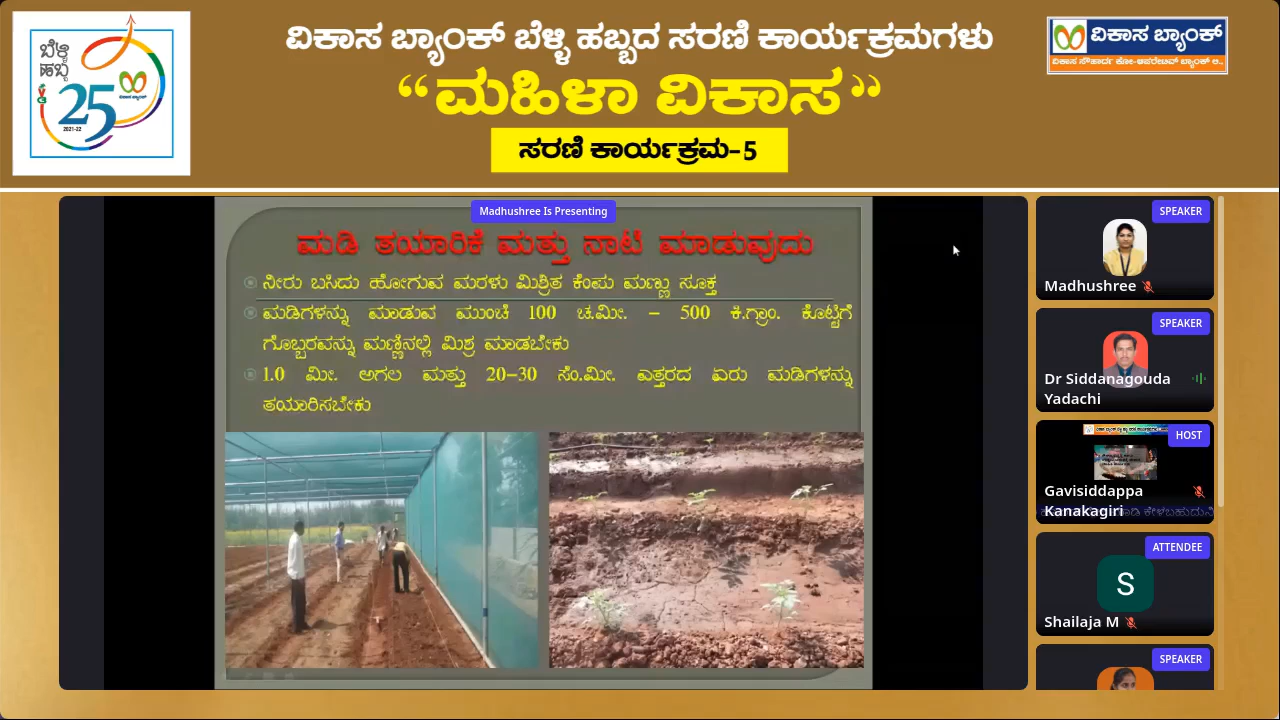 ವಿಕಾಸ ಬ್ಯಾಂಕ್ ಬೆಳ್ಳಿ ಹಬ್ಬದ ಸರಣಿ ಕಾರ್ಯಕ್ರಮಗಳು
“ಮಹಿಳಾ ವಿಕಾಸ”
ಸರಣಿ ಕಾರ್ಯಕ್ರಮ-5
ಬೆಳ್ಳಿ
ಹಬ್ಬ
25
2021-22
ವಿಕಾಸ ಬ್ಯಾಂಕ್
ವಿಕಾಸ ಸೌಹಾರ್ದ ಕೋ-ಆಪರೇಟಿವ್ ಬ್ಯಾಂಕ್ ಲಿ.,
Madhushree Is Presenting
ಮಡಿ ತಯಾರಿಕೆ ಮತ್ತು ನಾಟಿ ಮಾಡುವುದು
ನೀರು ಬಸಿದು ಹೋಗುವ ಮರಳು ಮಿಶ್ರಿತ ಕೆಂಪು ಮಣ್ಣು ಸೂಕ್ತ
ಮಡಿಗಳನ್ನು ಮಾಡುವ ಮುಂಚೆ 100 ಚ.ಮೀ. – 500 ಕಿ.ಗ್ರಾಂ. ಕೊಟ್ಟಿಗೆ
ಗೊಬ್ಬರವನ್ನು ಮಣ್ಣಿನಲ್ಲಿ ಮಿಶ್ರ ಮಾಡಬೇಕು
1.0 ಮೀ. ಅಗಲ ಮತ್ತು 20-30 ಸೆಂ.ಮೀ. ಎತ್ತರದ ಏರು ಮಡಿಗಳನ್ನು
ತಯಾರಿಸಬೇಕು
SPEAKER
Madhushree
SPEAKER
Dr Siddanagouda
Yadachi
HOST
Gavisiddappa
Kanakagiri
ATTENDEE
S
Shailaja M
SPEAKER